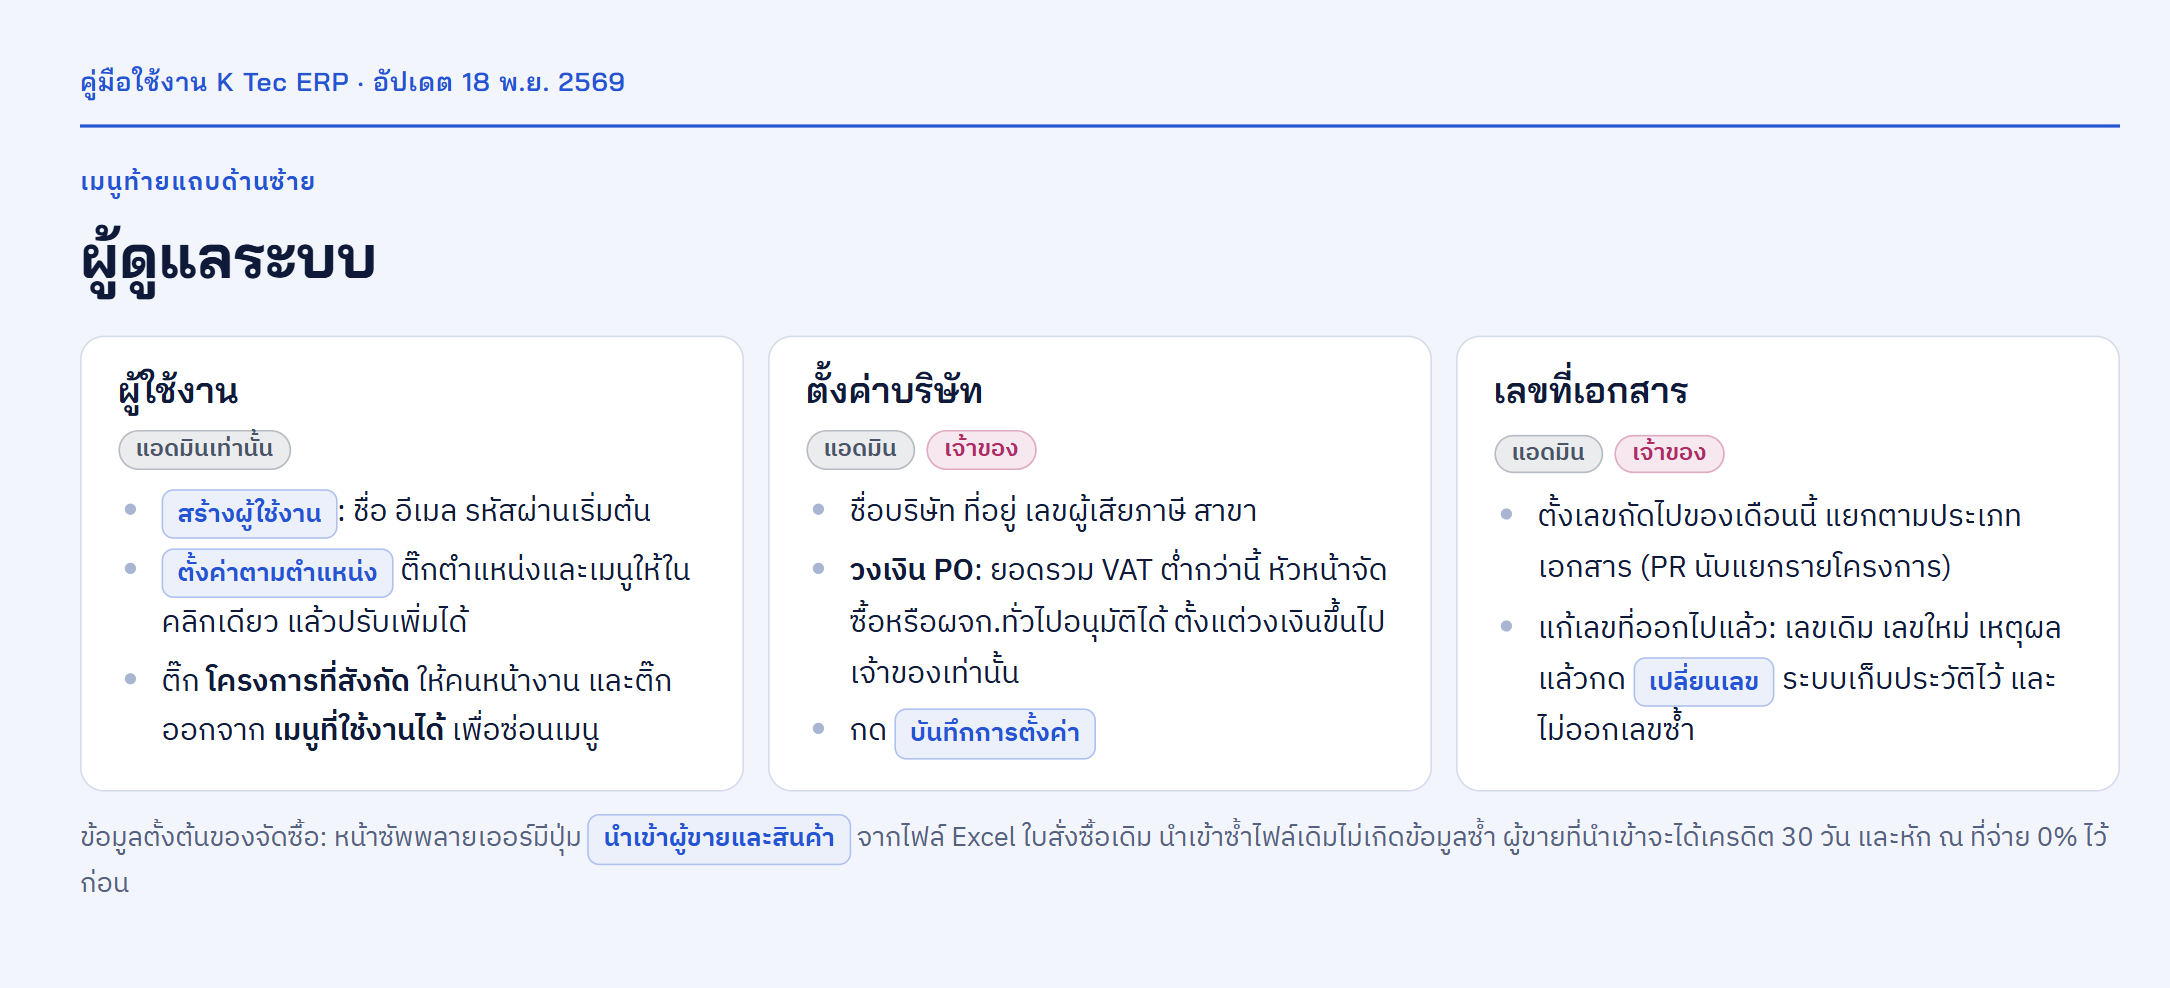 คู่มือใช้งาน K Tec ERP · อัปเดต 18 พ.ย. 2569
เมนูท้ายแถบด้านซ้าย
ผู้ดูแลระบบ
ผู้ใช้งาน
แอดมินเท่านั้น
สร้างผู้ใช้งาน: ชื่อ อีเมล รหัสผ่านเริ่มต้น
ตั้งค่าตามตำแหน่ง ติ๊กตำแหน่งและเมนูให้ใน
คลิกเดียว แล้วปรับเพิ่มได้
ติ๊ก โครงการที่สังกัด ให้คนหน้างาน และติ๊ก
ออกจาก เมนูที่ใช้งานได้ เพื่อซ่อนเมนู
ตั้งค่าบริษัท
แอดมิน เจ้าของ
ชื่อบริษัท ที่อยู่ เลขผู้เสียภาษี สาขา
วงเงิน PO: ยอดรวม VAT ต่ำกว่านี้ หัวหน้าจัด
ซื้อหรือผจก.ทั่วไปอนุมัติได้ ตั้งแต่วงเงินขึ้นไป
เจ้าของเท่านั้น
กด บันทึกการตั้งค่า
เลขที่เอกสาร
แอดมิน เจ้าของ
ตั้งเลขถัดไปของเดือนนี้ แยกตามประเภท
เอกสาร (PR นับแยกรายโครงการ)
แก้เลขที่ออกไปแล้ว: เลขเดิม เลขใหม่ เหตุผล
แล้วกด เปลี่ยนเลข ระบบเก็บประวัติไว้ และ
ไม่ออกเลขซ้ำ
ข้อมูลตั้งต้นของจัดซื้อ: หน้าซัพพลายเออร์มีปุ่ม นำเข้าผู้ขายและสินค้า จากไฟล์ Excel ใบสั่งซื้อเดิม นำเข้าซ้ำไฟล์เดิมไม่เกิดข้อมูลซ้ำ ผู้ขายที่นำเข้าจะได้เครดิต 30 วัน และหัก ณ ที่จ่าย 0% ไว้
ก่อน